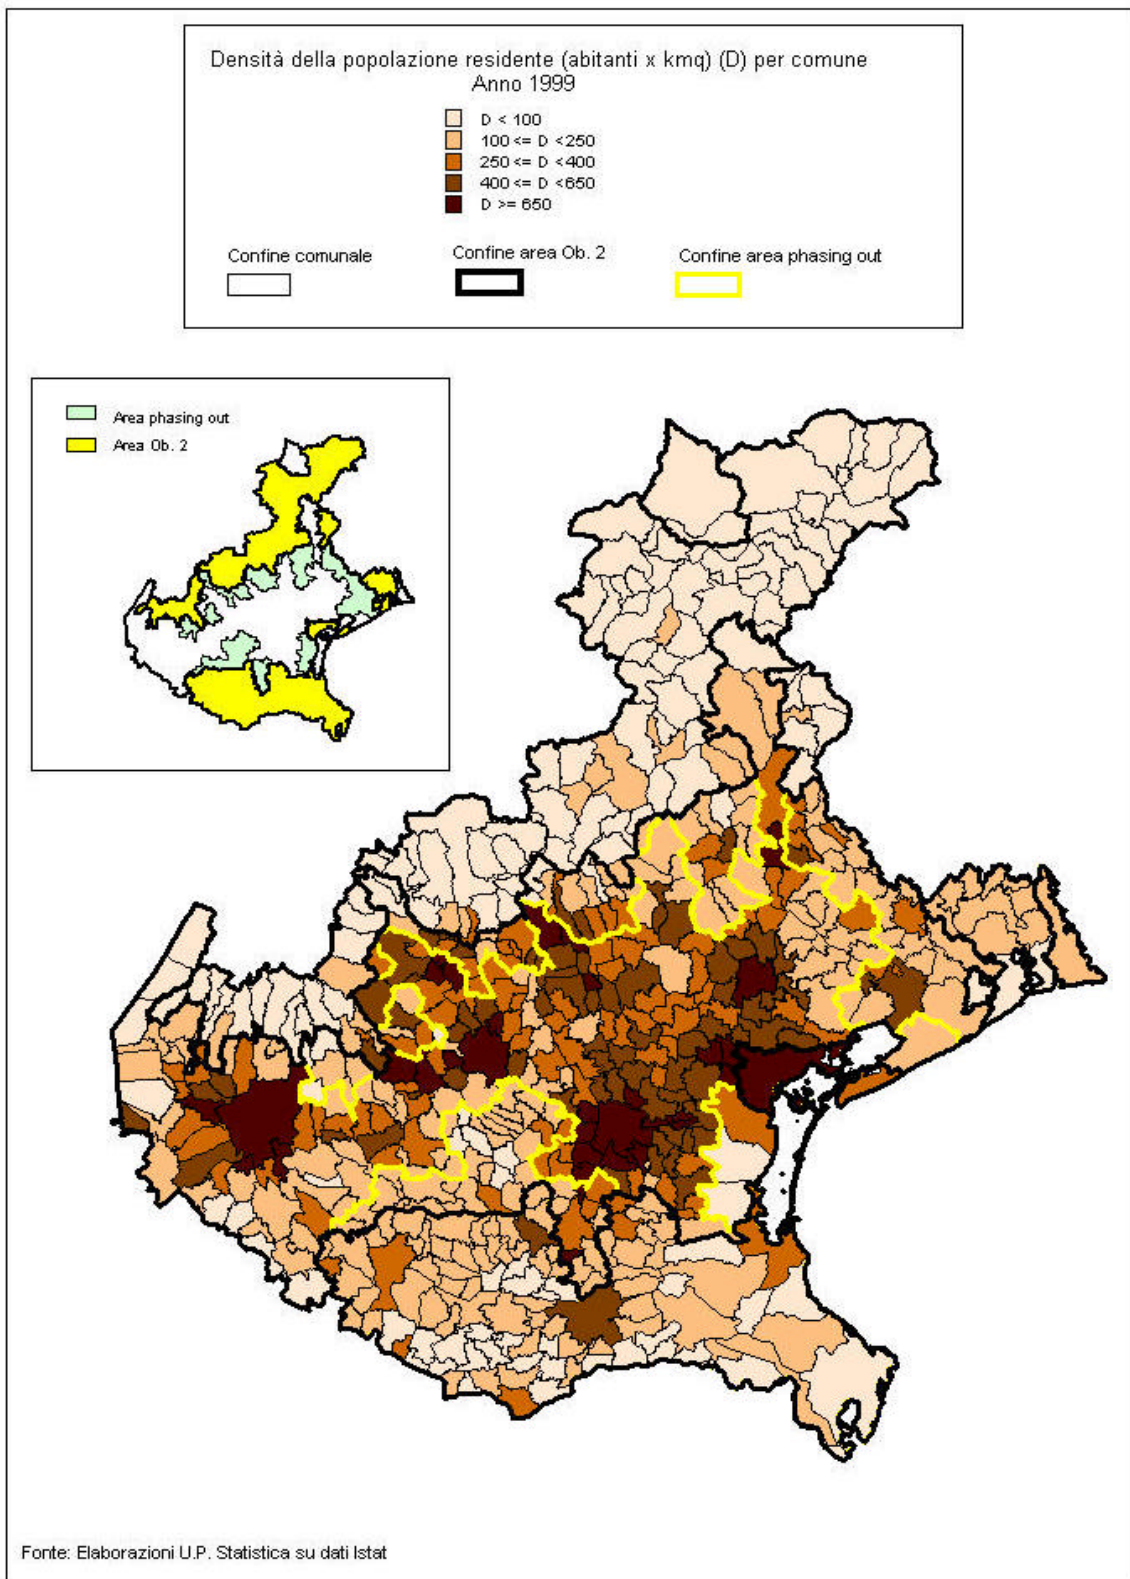 Densità della popolazione residente (abitanti x kmq) (D) per comune
Anno 1999
D < 100
100 <= D <250
250 <= D <400
400 <= D <650
D >= 650
Confine comunale
Confine area Ob. 2
Confine area phasing out
Area phasing out
Area Ob. 2
Fonte: Elaborazioni U.P. Statistica su dati Istat